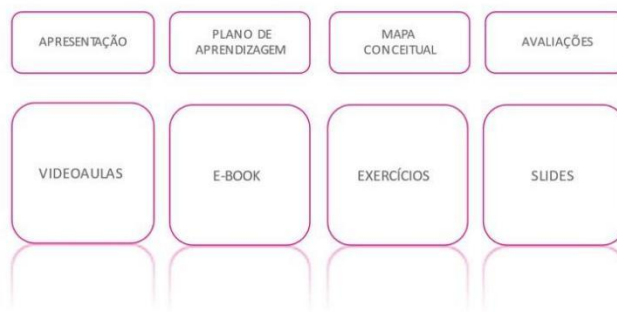 APRESENTAÇÃO
PLANO DE
APRENDIZAGEM
MAPA
CONCEITUAL
AVALIAÇÕES
VIDEOAULAS
E-BOOK
EXERCÍCIOS
SLIDES